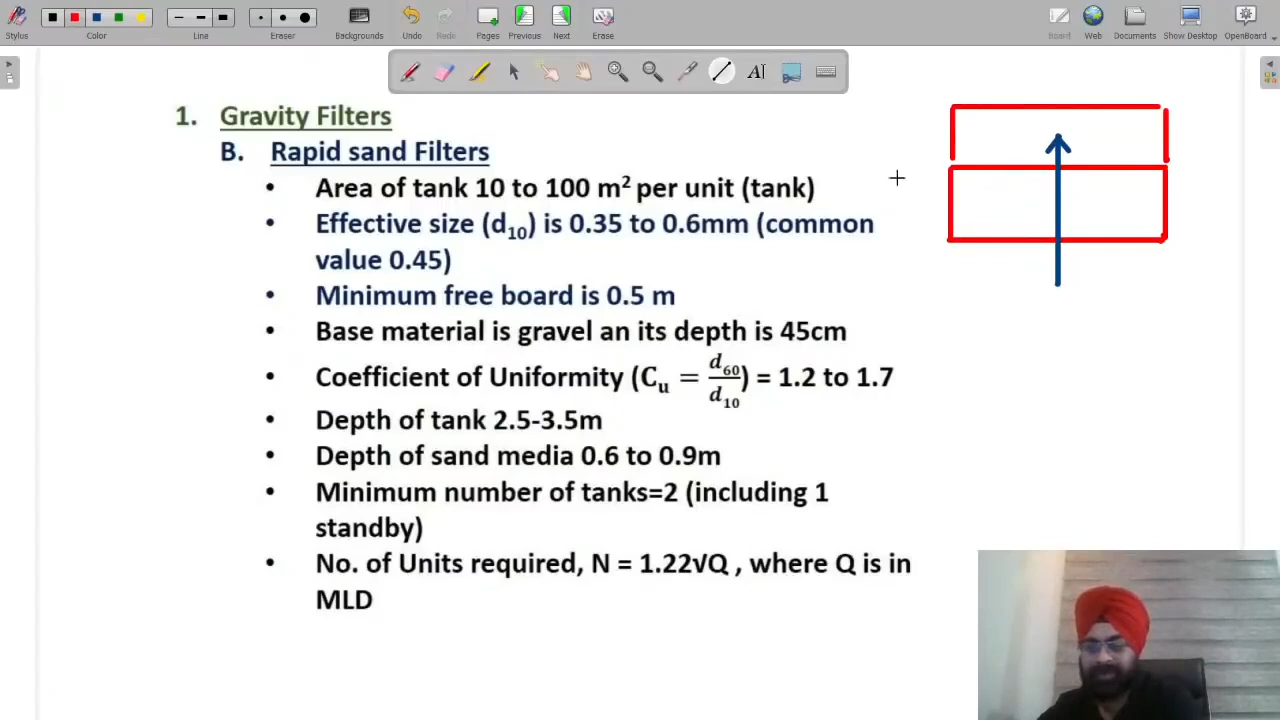 Stylus
Color
Line
Eraser
Backgrounds
Undo
Redo
Pages
Previous
Next
Erase
Board
Web
Documents
Show Desktop
OpenBoard
1. Gravity Filters
B. Rapid sand Filters
• Area of tank 10 to 100 m² per unit (tank)
• Effective size (d₁₀) is 0.35 to 0.6mm (common
value 0.45)
• Minimum free board is 0.5 m
• Base material is gravel an its depth is 45cm
• Coefficient of Uniformity (Cᵤ = d₆₀/d₁₀) = 1.2 to 1.7
• Depth of tank 2.5-3.5m
• Depth of sand media 0.6 to 0.9m
• Minimum number of tanks=2 (including 1
standby)
• No. of Units required, N = 1.22√Q , where Q is in
MLD